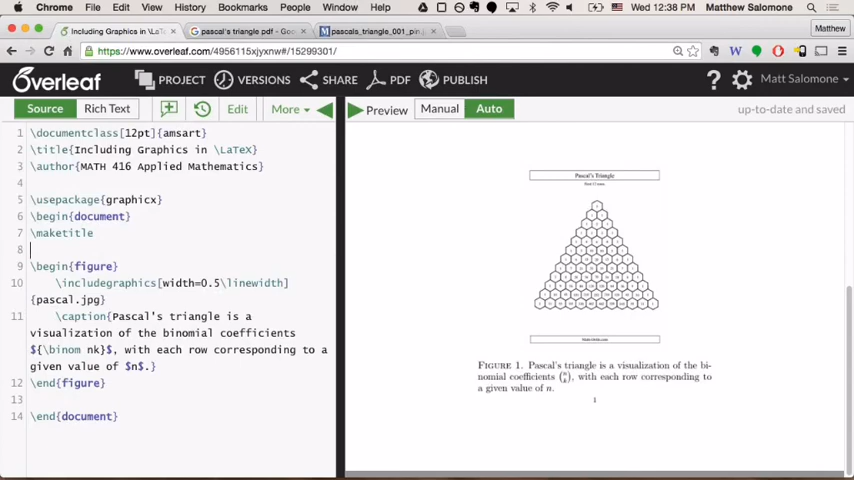 Chrome File Edit View History Bookmarks People Window Help Wed 12:38 PM Matthew Salomone
Including Graphics in \LaTeX pascal's triangle pdf - Goo pascals_triangle_001_pin.j Matthew
https://www.overleaf.com/4956115xjyxnw#/15299301/
Overleaf PROJECT VERSIONS SHARE PDF PUBLISH ? Matt Salomone
Source Rich Text Edit More Preview Manual Auto up-to-date and saved
1 \documentclass[12pt]{amsart}
2 \title{Including Graphics in \LaTeX}
3 \author{MATH 416 Applied Mathematics}
4
5 \usepackage{graphicx}
6 \begin{document}
7 \maketitle
8
9 \begin{figure}
10 \includegraphics[width=0.5\linewidth]
{pascal.jpg}
11 \caption{Pascal's triangle is a
visualization of the binomial coefficients
${\binom nk}$, with each row corresponding to
a given value of $n$.}
12 \end{figure}
13
14 \end{document}
Pascal's Triangle
FIGURE 1. Pascal's triangle is a visualization of the bi-
nomial coefficients (n k), with each row corresponding to
a given value of n.
1